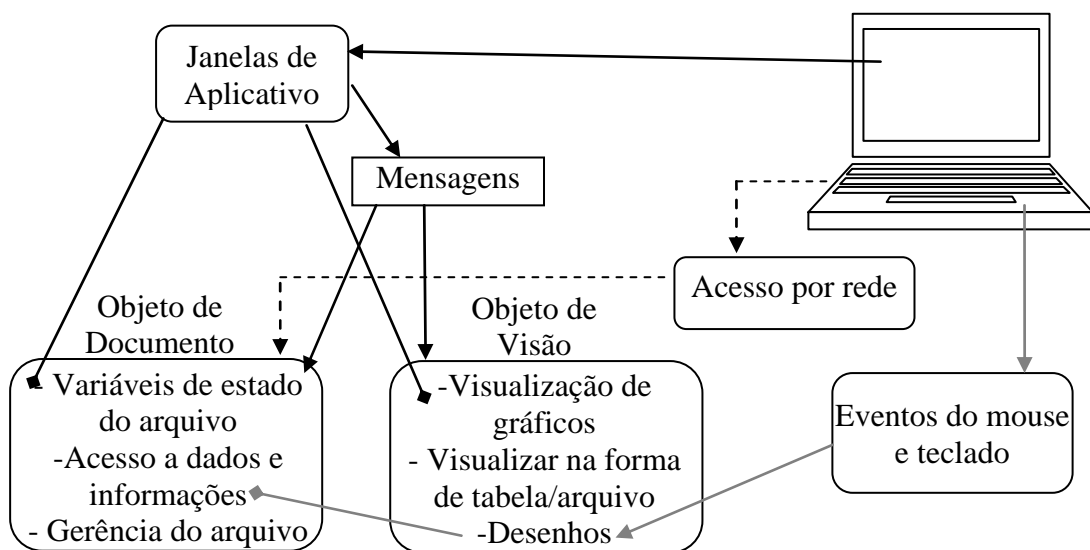 Janelas de
Aplicativo
Mensagens
Acesso por rede
Objeto de
Documento
- Variáveis de estado
do arquivo
-Acesso a dados e
informações
- Gerência do arquivo
Objeto de
Visão
-Visualização de
gráficos
- Visualizar na forma
de tabela/arquivo
-Desenhos
Eventos do mouse
e teclado